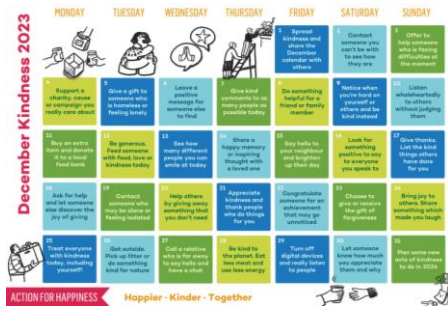 December Kindness 2023
MONDAY TUESDAY WEDNESDAY THURSDAY FRIDAY SATURDAY SUNDAY
1
Spread
kindness and
share the
December
calendar with
others
2
Contact
someone you
can't be with
to see how
they are
3
Offer to
help someone
who is facing
difficulties at
the moment
4
Support a
charity, cause
or campaign you
really care about
5
Give a gift to
someone who
is homeless or
feeling lonely
6
Leave a
positive
message for
someone else
to find
7
Give kind
comments to as
many people as
possible today
8
Do something
helpful for a
friend or
family member
9
Notice when
you're hard on
yourself or
others and be
kind instead
10
Listen
wholeheartedly
to others
without judging
them
11
Buy an extra
item and donate
it to a local
food bank
12
Be generous.
Feed someone
with food, love or
kindness today
13
See how
many different
people you can
smile at today
14
Share a
happy memory
or inspiring
thought with
a loved one
15
Say hello to
your neighbour
and brighten
up their day
16
Look for
something
positive to say
to everyone
you speak to
17
Give thanks.
List the kind
things others
have done
for you
18
Ask for help
and let someone
else discover the
joy of giving
19
Contact
someone who
may be alone or
feeling isolated
20
Help others
by giving away
something that
you don't need
21
Appreciate
kindness and
thank people
who do things
for you
22
Congratulate
someone for an
achievement
that may go
unnoticed
23
Choose to
give or receive
the gift of
forgiveness
24
Bring joy to
others. Share
something which
made you laugh
25
Treat everyone
with kindness
today, including
yourself!
26
Get outside.
Pick up litter or
do something
kind for nature
27
Call a relative
who is far away
to say hello and
have a chat
28
Be kind to
the planet. Eat
less meat and
use less energy
29
Turn off
digital devices
and really listen
to people
30
Let someone
know how much
you appreciate
them and why
31
Plan some new
acts of kindness
to do in 2024
ACTION FOR HAPPINESS
Happier · Kinder · Together